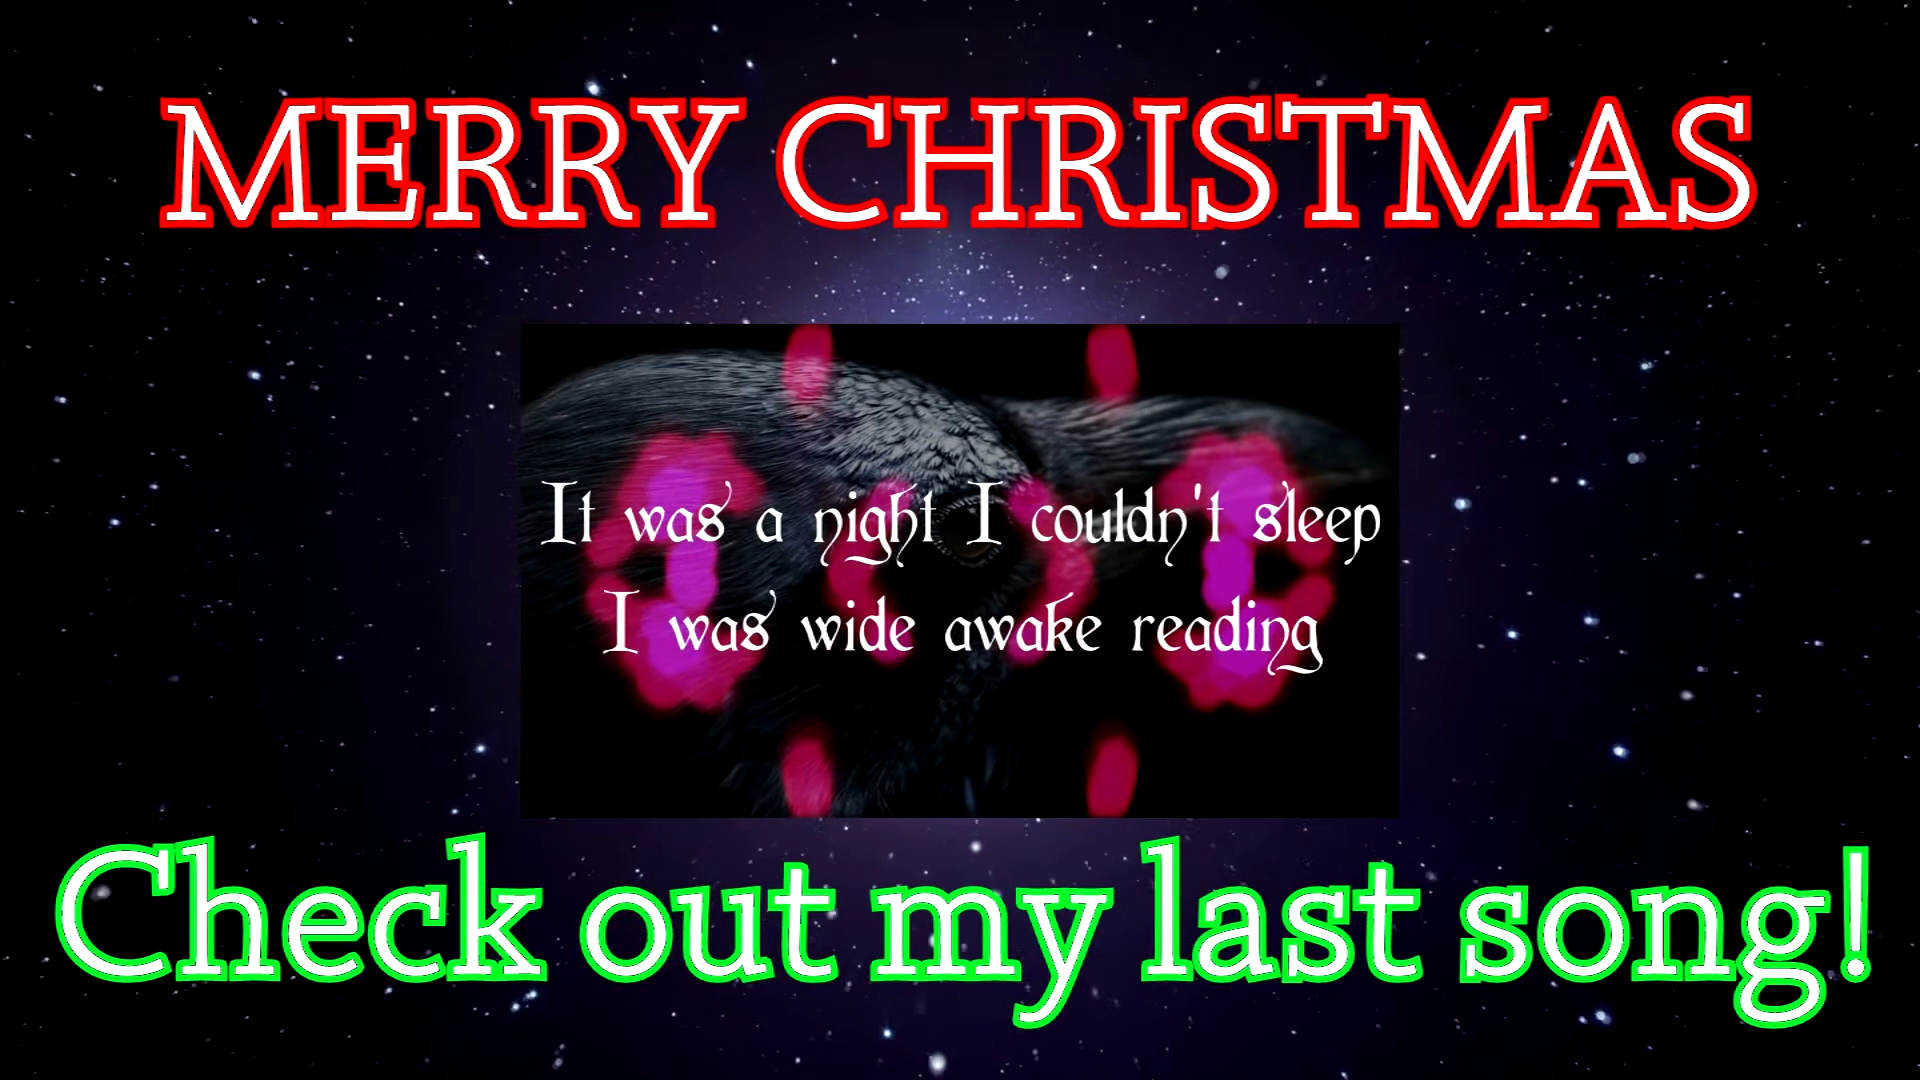 MERRY CHRISTMAS
It was a night I couldn't sleep
I was wide awake reading
Check out my last song!